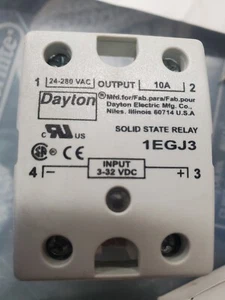 1 24-280 VAC OUTPUT 10A 2
Dayton
Mfd.for/Fab.para/Fab.pour
Dayton Electric Mfg. Co.,
Niles, Illinois 60714 U.S.A
c UL US
SOLID STATE RELAY
SA CE 1EGJ3
4 - INPUT + 3
3-32 VDC